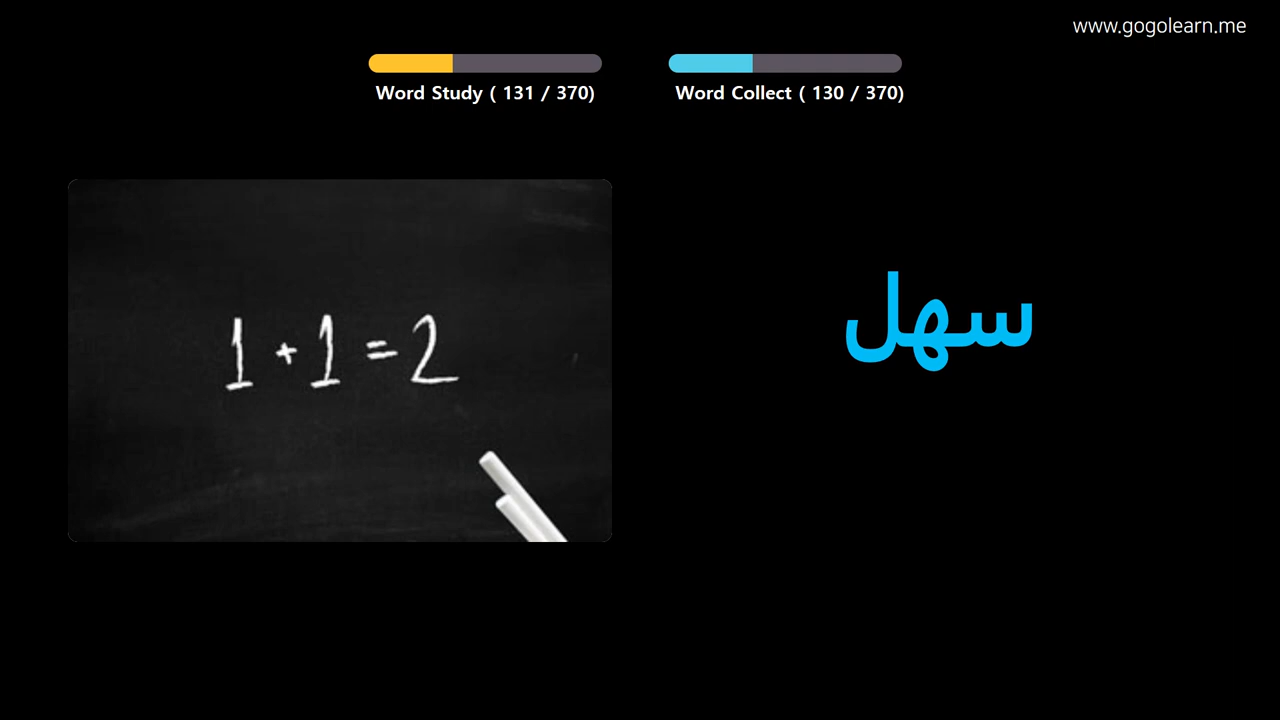 www.gogolearn.me
Word Study ( 131 / 370)
Word Collect ( 130 / 370)
1 + 1 = 2
سهل